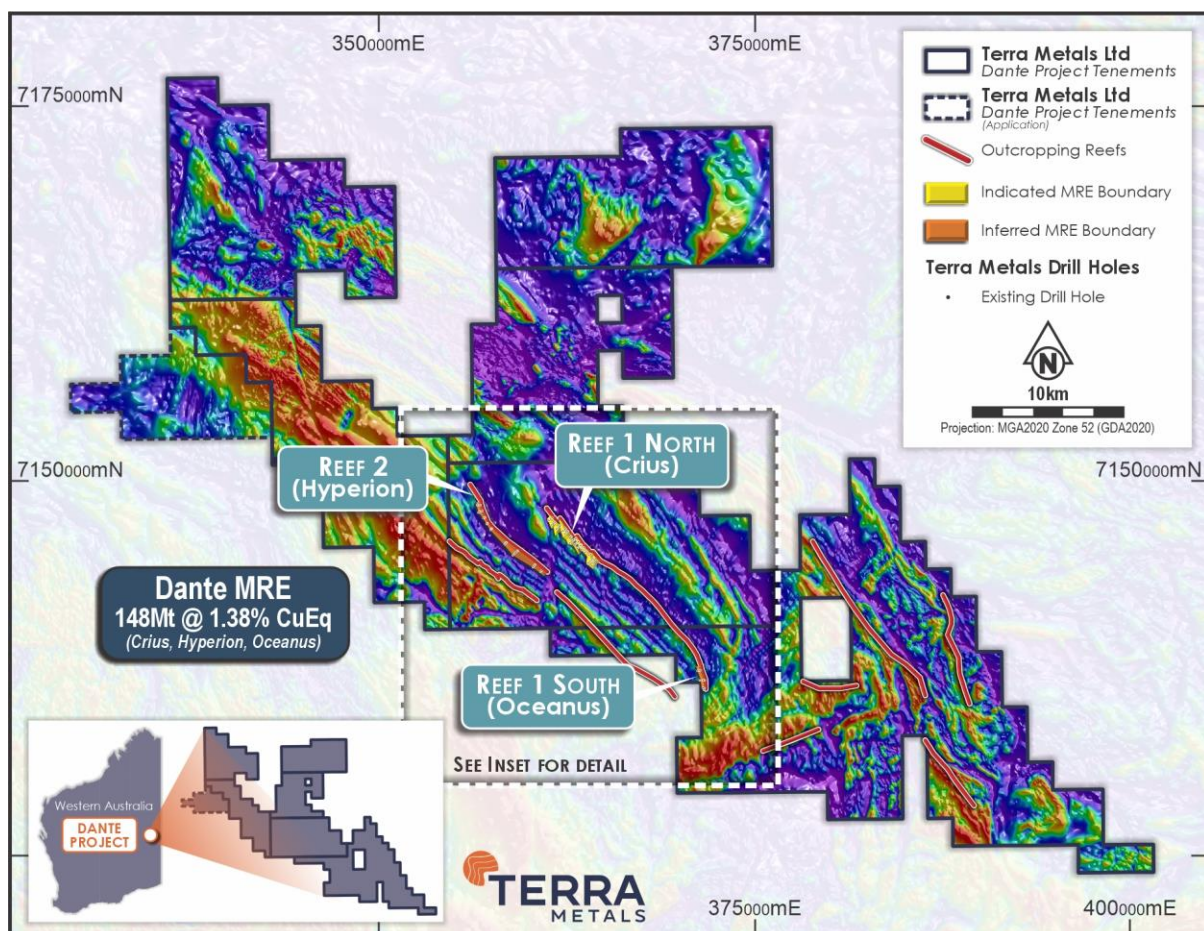 350000mE
375000mE
7175000mN
Terra Metals Ltd
Dante Project Tenements
Terra Metals Ltd
Dante Project Tenements
(Application)
Outcropping Reefs
Indicated MRE Boundary
Inferred MRE Boundary
Terra Metals Drill Holes
Existing Drill Hole
N
10km
Projection: MGA2020 Zone 52 (GDA2020)
7150000mN
7150000mN
REEF 1 NORTH
(Crius)
REEF 2
(Hyperion)
Dante MRE
148Mt @ 1.38% CuEq
(Crius, Hyperion, Oceanus)
REEF 1 SOUTH
(Oceanus)
SEE INSET FOR DETAIL
Western Australia
DANTE
PROJECT
TERRA
METALS
375000mE
400000mE